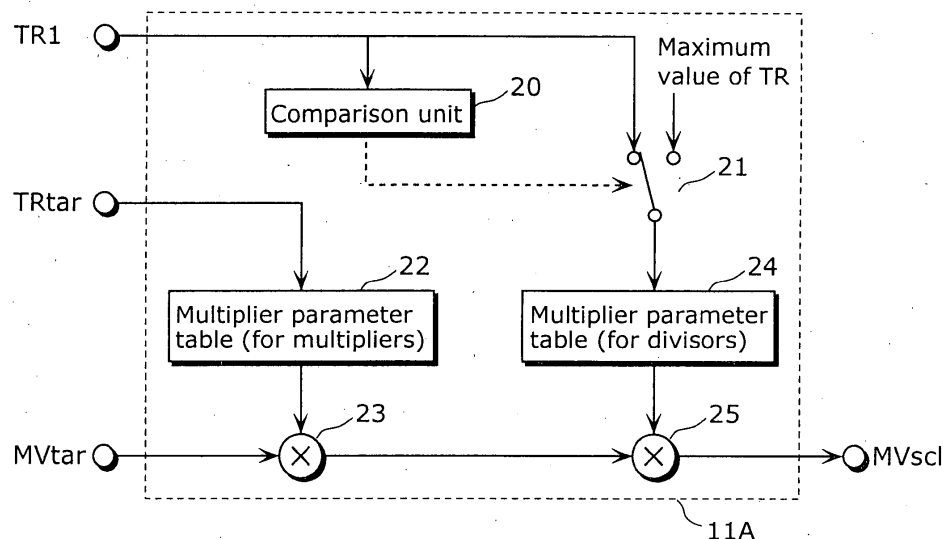 TR1
Maximum
value of TR
20
Comparison unit
21
TRtar
22
24
Multiplier parameter
table (for multipliers)
Multiplier parameter
table (for divisors)
23
25
MVtar
×
×
MVscl
11A